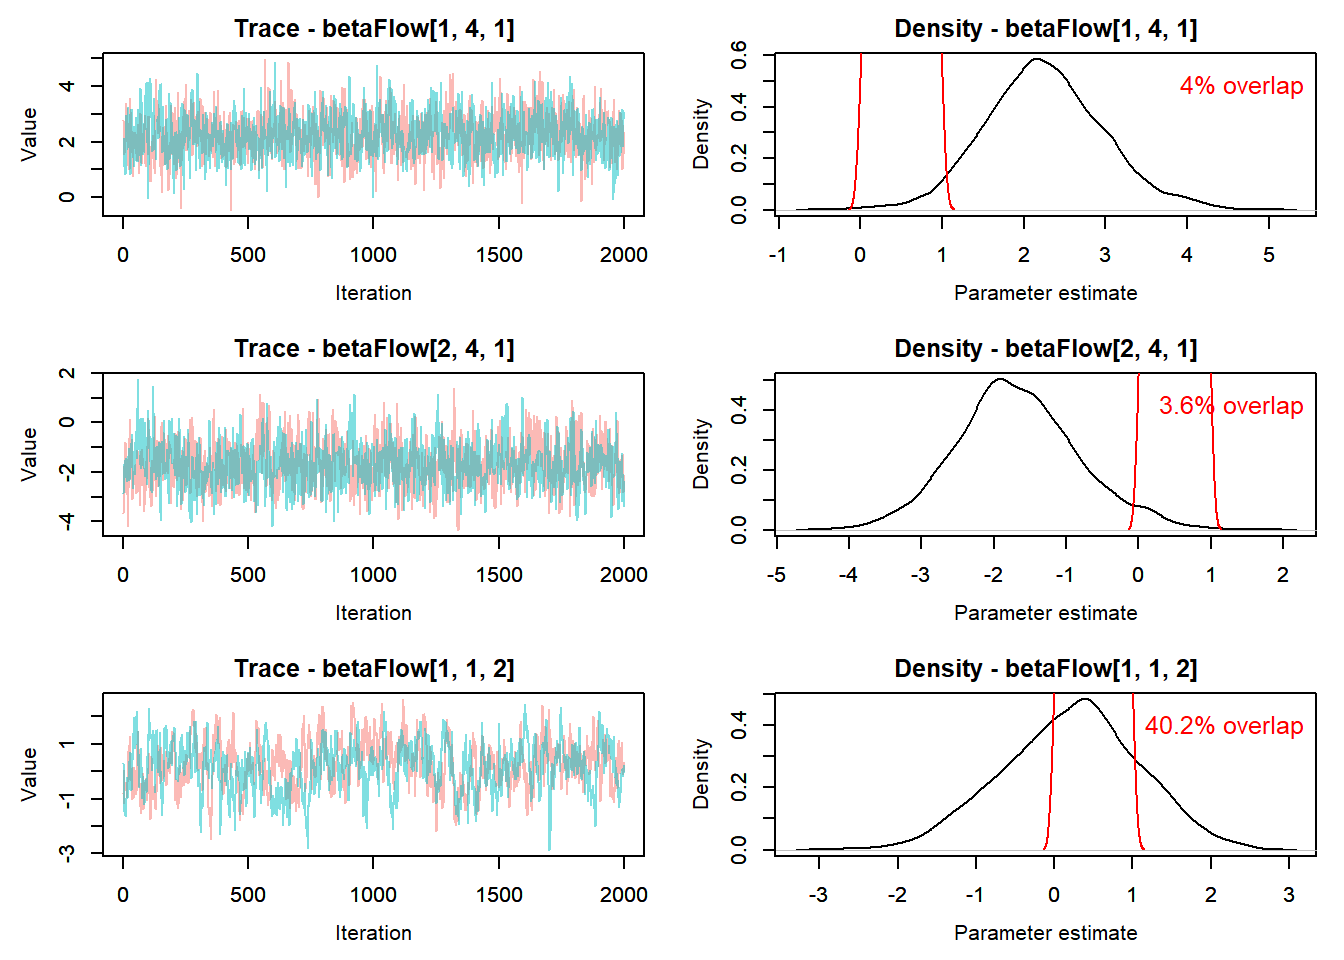 Trace - betaFlow[1, 4, 1]
Value
0 2 4
0 500 1000 1500 2000
Iteration
Density - betaFlow[1, 4, 1]
Density
0.0 0.2 0.4 0.6
4% overlap
-1 0 1 2 3 4 5
Parameter estimate
Trace - betaFlow[2, 4, 1]
Value
-4 -2 0 2
0 500 1000 1500 2000
Iteration
Density - betaFlow[2, 4, 1]
Density
0.0 0.2 0.4
3.6% overlap
-5 -4 -3 -2 -1 0 1 2
Parameter estimate
Trace - betaFlow[1, 1, 2]
Value
-3 -1 1
0 500 1000 1500 2000
Iteration
Density - betaFlow[1, 1, 2]
Density
0.0 0.2 0.4
40.2% overlap
-3 -2 -1 0 1 2 3
Parameter estimate